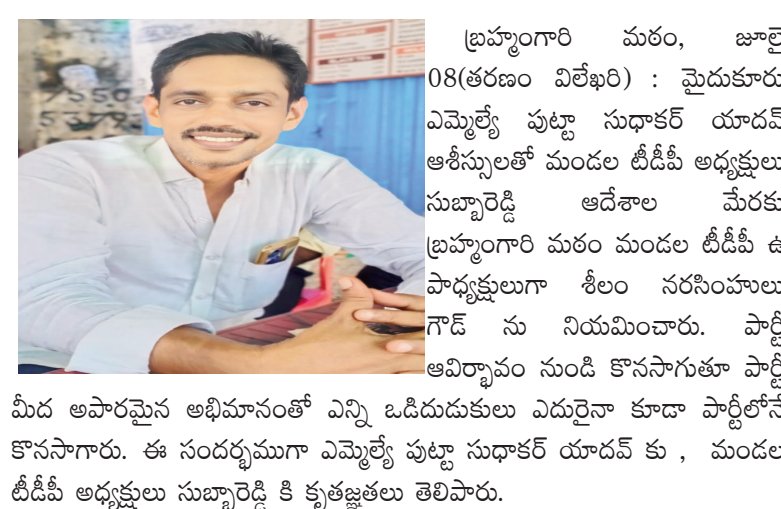 బ్రహ్మంగారి మఠం, జూలై
08(తరణం విలేఖరి) : మైదుకూరు
ఎమ్మెల్యే పుట్టా సుధాకర్ యాదవ్
ఆశీస్సులతో మండల టీడీపీ అధ్యక్షులు
సుబ్బారెడ్డి ఆదేశాల మేరకు
బ్రహ్మంగారి మఠం మండల టీడీపీ ఉ
పాధ్యక్షులుగా శీలం నరసింహులు
గౌడ్ ను నియమించారు. పార్టీ
ఆవిర్భావం నుండి కొనసాగుతూ పార్టీ
మీద అపారమైన అభిమానంతో ఎన్ని ఒడిదుడుకులు ఎదురైనా కూడా పార్టీలోనే
కొనసాగారు. ఈ సందర్భముగా ఎమ్మెల్యే పుట్టా సుధాకర్ యాదవ్ కు , మండల
టీడీపీ అధ్యక్షులు సుబ్బారెడ్డి కి కృతజ్ఞతలు తెలిపారు.